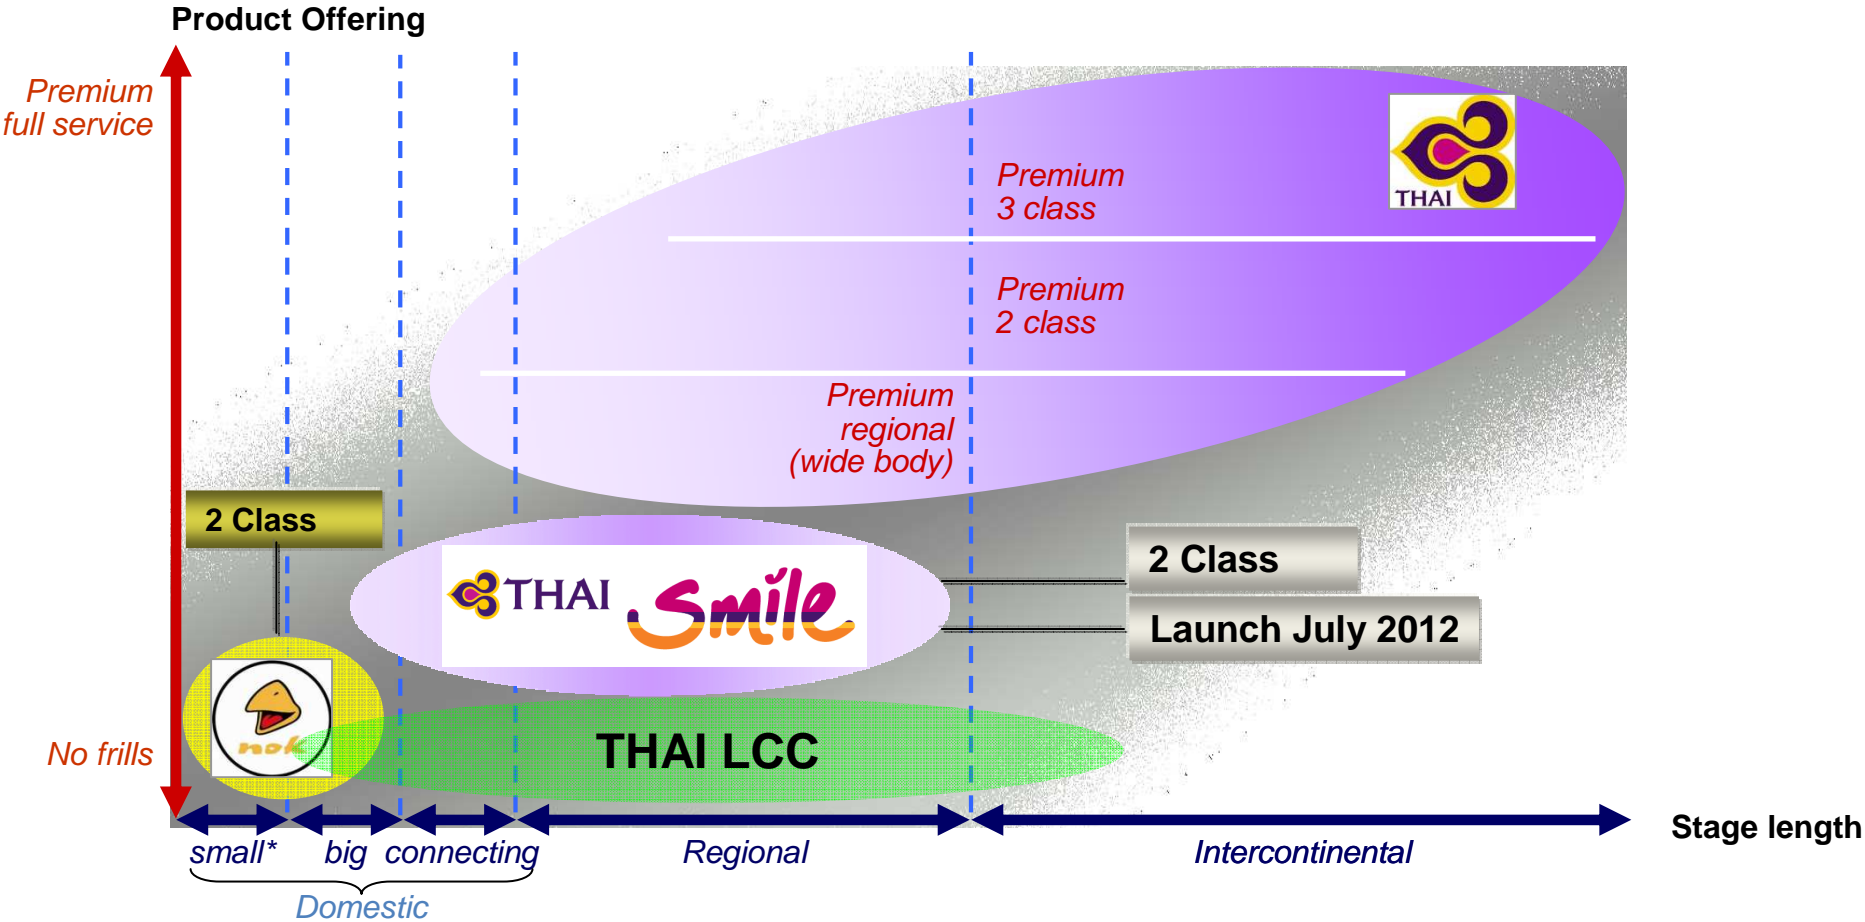 Product Offering
Premium
full service
THAI
Premium
3 class
Premium
2 class
Premium
regional
(wide body)
2 Class
THAI Smile
2 Class
Launch July 2012
nok
THAI LCC
No frills
small* big connecting Regional Intercontinental
Stage length
Domestic